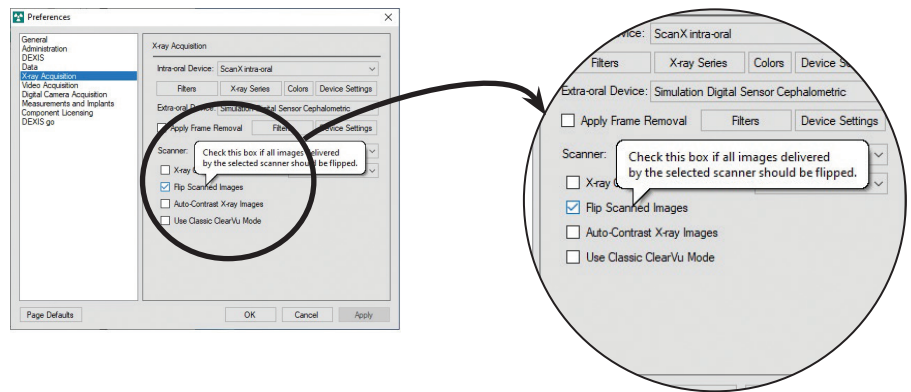 Preferences
General
Administration
DEXIS
Data
X-ray Acquisition
Video Acquisition
Digital Camera Acquisition
Measurements and Implants
Component Licensing
DEXIS go
X-ray Acquisition
Intra-oral Device: ScanX intra-oral
Filters X-ray Series Colors Device Settings
Extra-oral Device: Simulation Digital Sensor Cephalometric
Apply Frame Removal Filters Device Settings
Scanner:
Check this box if all images delivered
by the selected scanner should be flipped.
X-ray
Flip Scanned Images
Auto-Contrast X-ray Images
Use Classic ClearVu Mode
Page Defaults OK Cancel Apply
ScanX intra-oral
Filters X-ray Series Colors Device
Extra-oral Device: Simulation Digital Sensor Cephalometric
Apply Frame Removal Filters Device Settings
Scanner:
Check this box if all images delivered
by the selected scanner should be flipped.
X-ray
Flip Scanned Images
Auto-Contrast X-ray Images
Use Classic ClearVu Mode